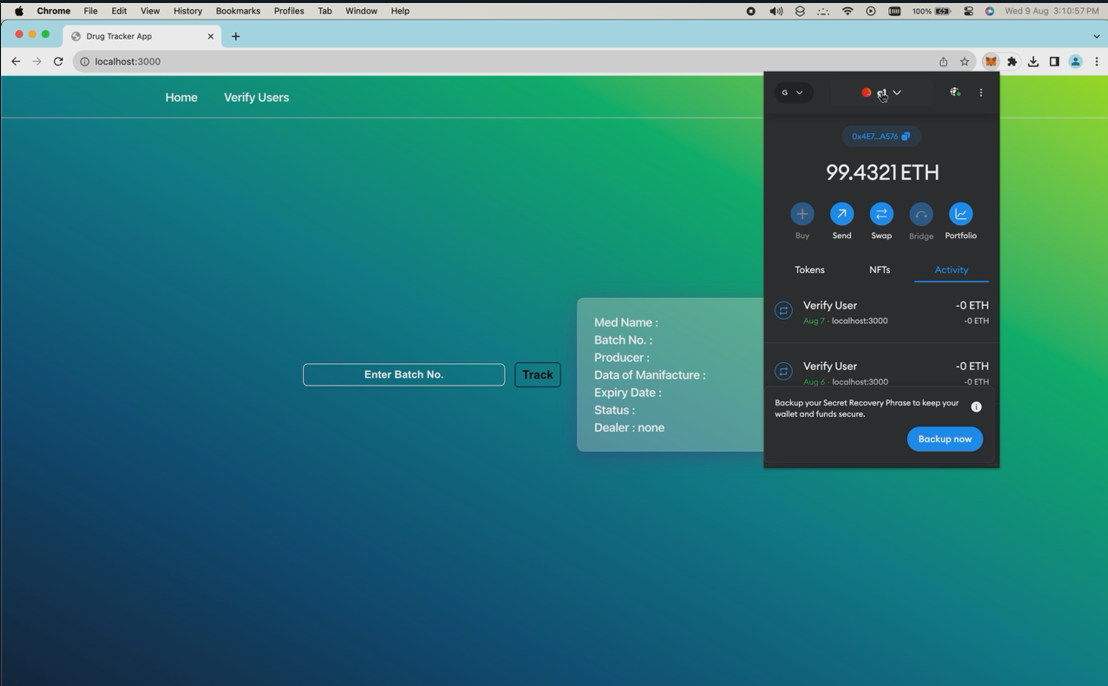 Chrome File Edit View History Bookmarks Profiles Tab Window Help 100% Wed 9 Aug 3:10:57 PM
Drug Tracker App
localhost:3000
Home Verify Users
G
0x4E7...A576
99.4321 ETH
Buy Send Swap Bridge Portfolio
Tokens NFTs Activity
Verify User -0 ETH
Aug 7 · localhost:3000 -0 ETH
Verify User -0 ETH
Aug 6 · localhost:3000 -0 ETH
Backup your Secret Recovery Phrase to keep your
wallet and funds secure.
Backup now
Enter Batch No. Track
Med Name :
Batch No. :
Producer :
Data of Manifacture :
Expiry Date :
Status :
Dealer : none